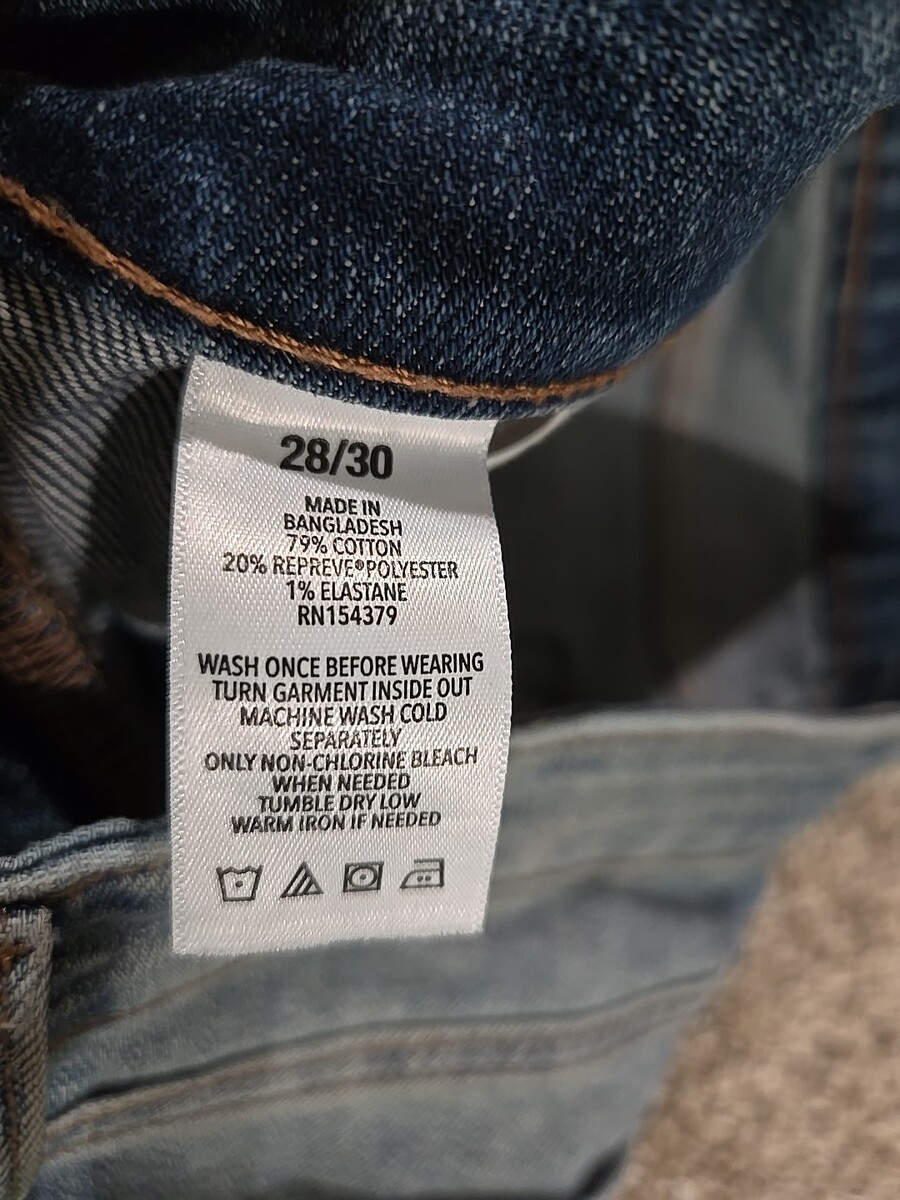 28/30
MADE IN
BANGLADESH
79% COTTON
20% REPREVE®POLYESTER
1% ELASTANE
RN154379
WASH ONCE BEFORE WEARING
TURN GARMENT INSIDE OUT
MACHINE WASH COLD
SEPARATELY
ONLY NON-CHLORINE BLEACH
WHEN NEEDED
TUMBLE DRY LOW
WARM IRON IF NEEDED